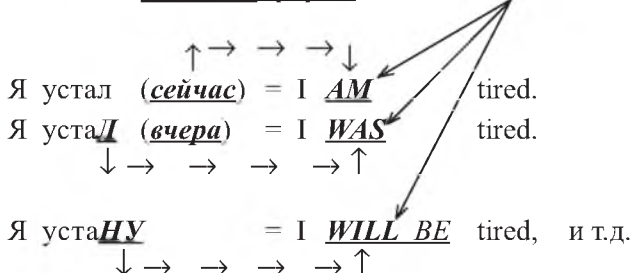 Я устал (сейчас) = I AM tired.
Я устаЛ (вчера) = I WAS tired.
Я устаНУ = I WILL BE tired, и т.д.